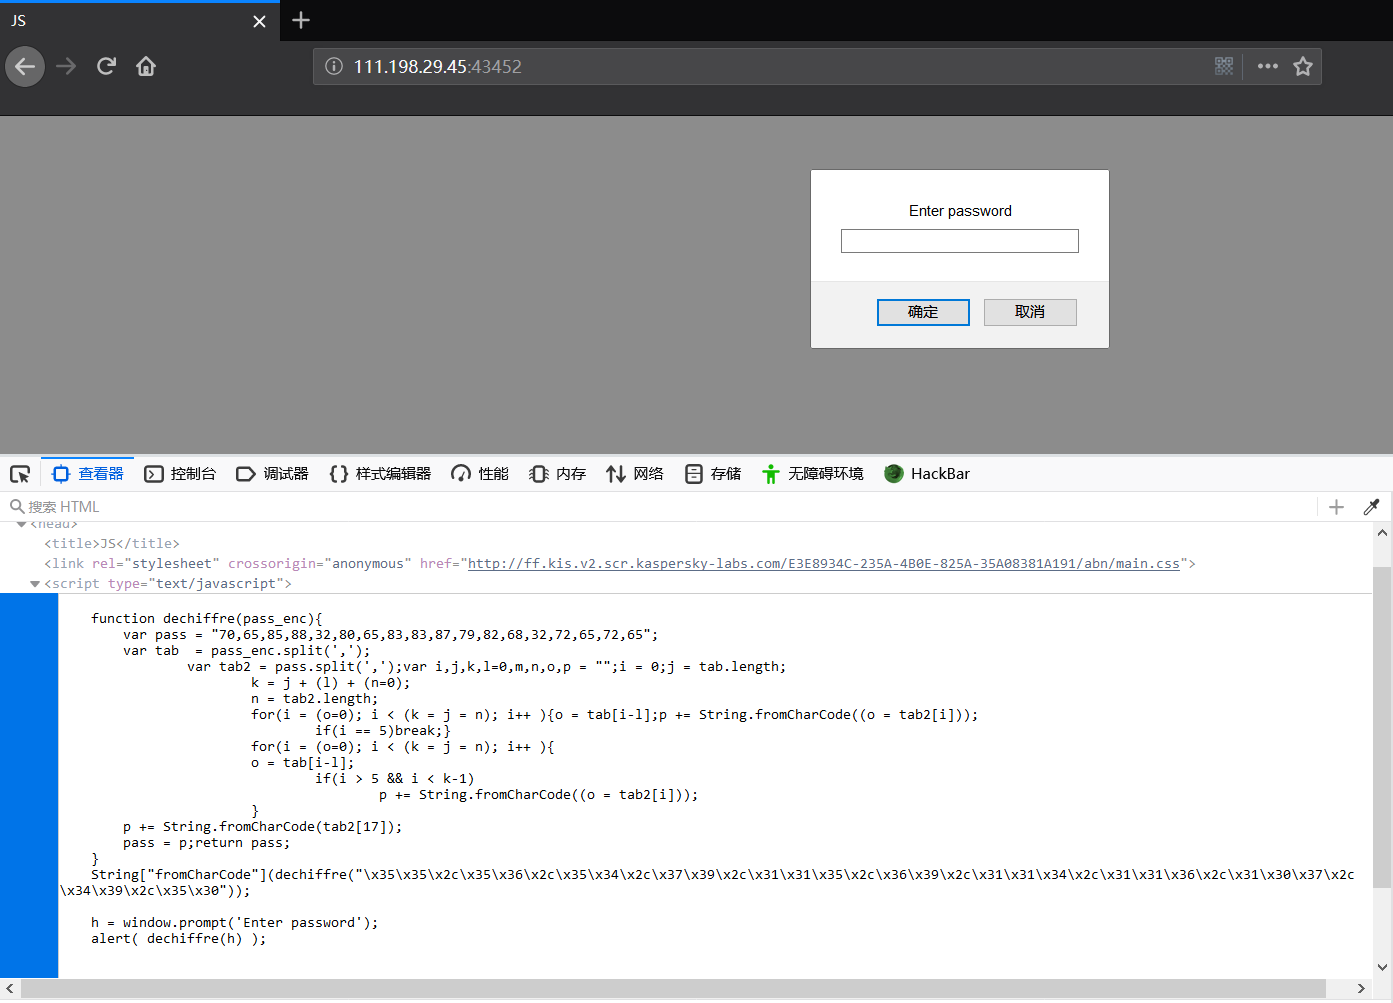 JS
111.198.29.45:43452
Enter password
确定 取消
查看器 控制台 调试器 样式编辑器 性能 内存 网络 存储 无障碍环境 HackBar
搜索 HTML
<head>
<title>JS</title>
<link rel="stylesheet" crossorigin="anonymous" href="http://ff.kis.v2.scr.kaspersky-labs.com/E3E8934C-235A-4B0E-825A-35A08381A191/abn/main.css">
<script type="text/javascript">
function dechiffre(pass_enc){
var pass = "70,65,85,88,32,80,65,83,83,87,79,82,68,32,72,65,72,65";
var tab  = pass_enc.split(',');
var tab2 = pass.split(',');var i,j,k,l=0,m,n,o,p = "";i = 0;j = tab.length;
k = j + (l) + (n=0);
n = tab2.length;
for(i = (o=0); i < (k = j = n); i++ ){o = tab[i-l];p += String.fromCharCode((o = tab2[i]));
if(i == 5)break;}
for(i = (o=0); i < (k = j = n); i++ ){
o = tab[i-l];
if(i > 5 && i < k-1)
p += String.fromCharCode((o = tab2[i]));
}
p += String.fromCharCode(tab2[17]);
pass = p;return pass;
}
String["fromCharCode"](dechiffre("\x35\x35\x2c\x35\x36\x2c\x35\x34\x2c\x37\x39\x2c\x31\x31\x35\x2c\x36\x39\x2c\x31\x31\x34\x2c\x31\x31\x36\x2c\x31\x30\x37\x2c
\x34\x39\x2c\x35\x30"));
h = window.prompt('Enter password');
alert( dechiffre(h) );